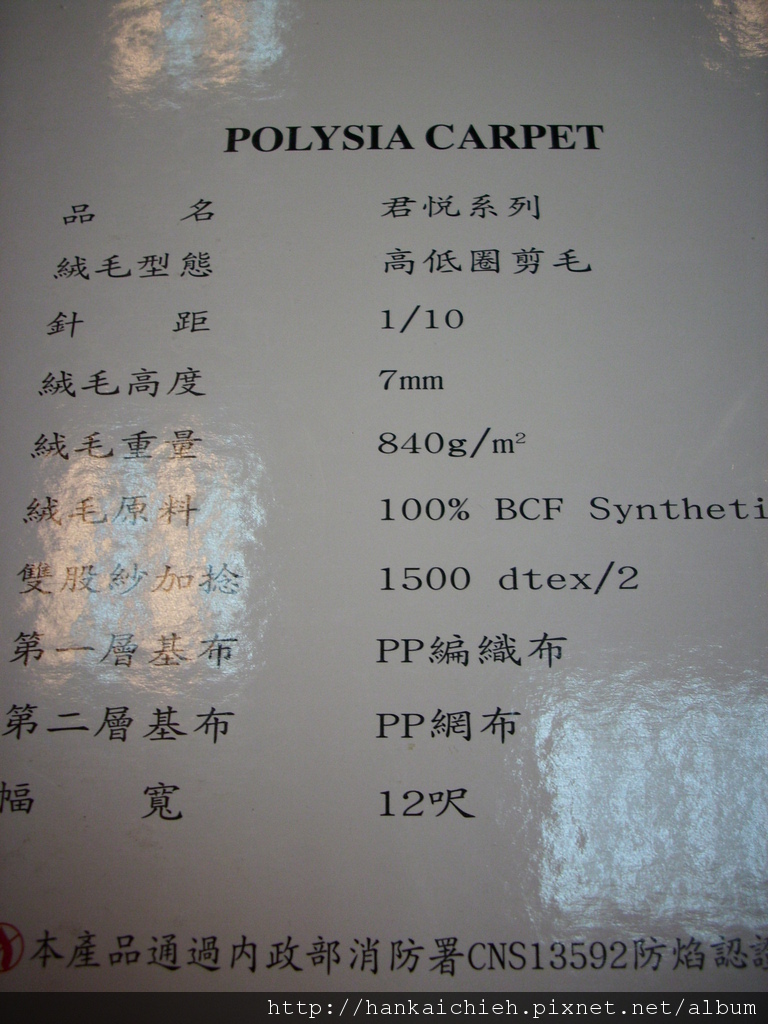 POLYSIA CARPET
品名 君悦系列
絨毛型態 高低圈剪毛
針距 1/10
絨毛高度 7mm
絨毛重量 840g/m²
絨毛原料 100% BCF Syntheti
雙股紗加捻 1500 dtex/2
第一層基布 PP編織布
第二層基布 PP網布
幅寬 12呎
本產品通過內政部消防署CNS13592防焰認證
http://hankaichieh.pixnet.net/album